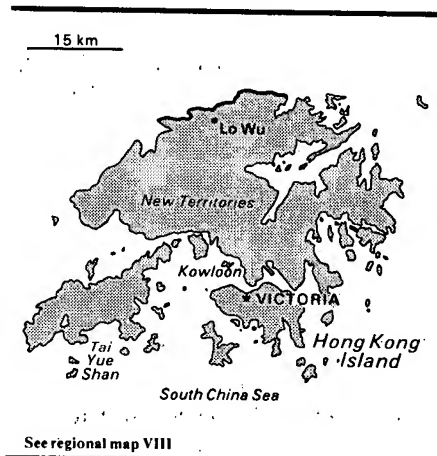 15 km
Lo Wu
New Territories
Kowloon
VICTORIA
Hong Kong
Island
Tai
Yue
Shan
South China Sea
See regional map VIII